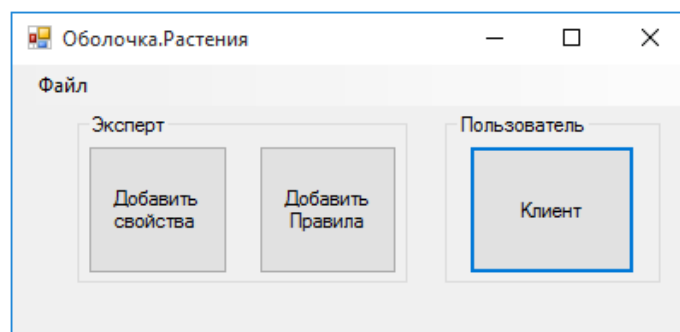 Оболочка.Растения
Файл
Эксперт
Пользователь
Добавить
свойства
Добавить
Правила
Клиент